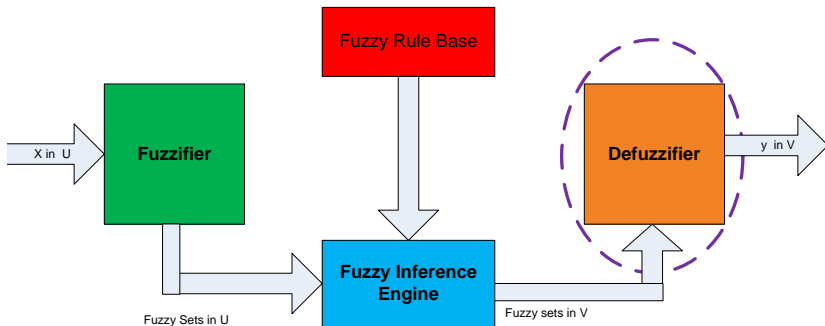 Fuzzy Rule Base
X in U
Fuzzifier
Defuzzifier
y in V
Fuzzy Inference
Engine
Fuzzy Sets in U
Fuzzy sets in V